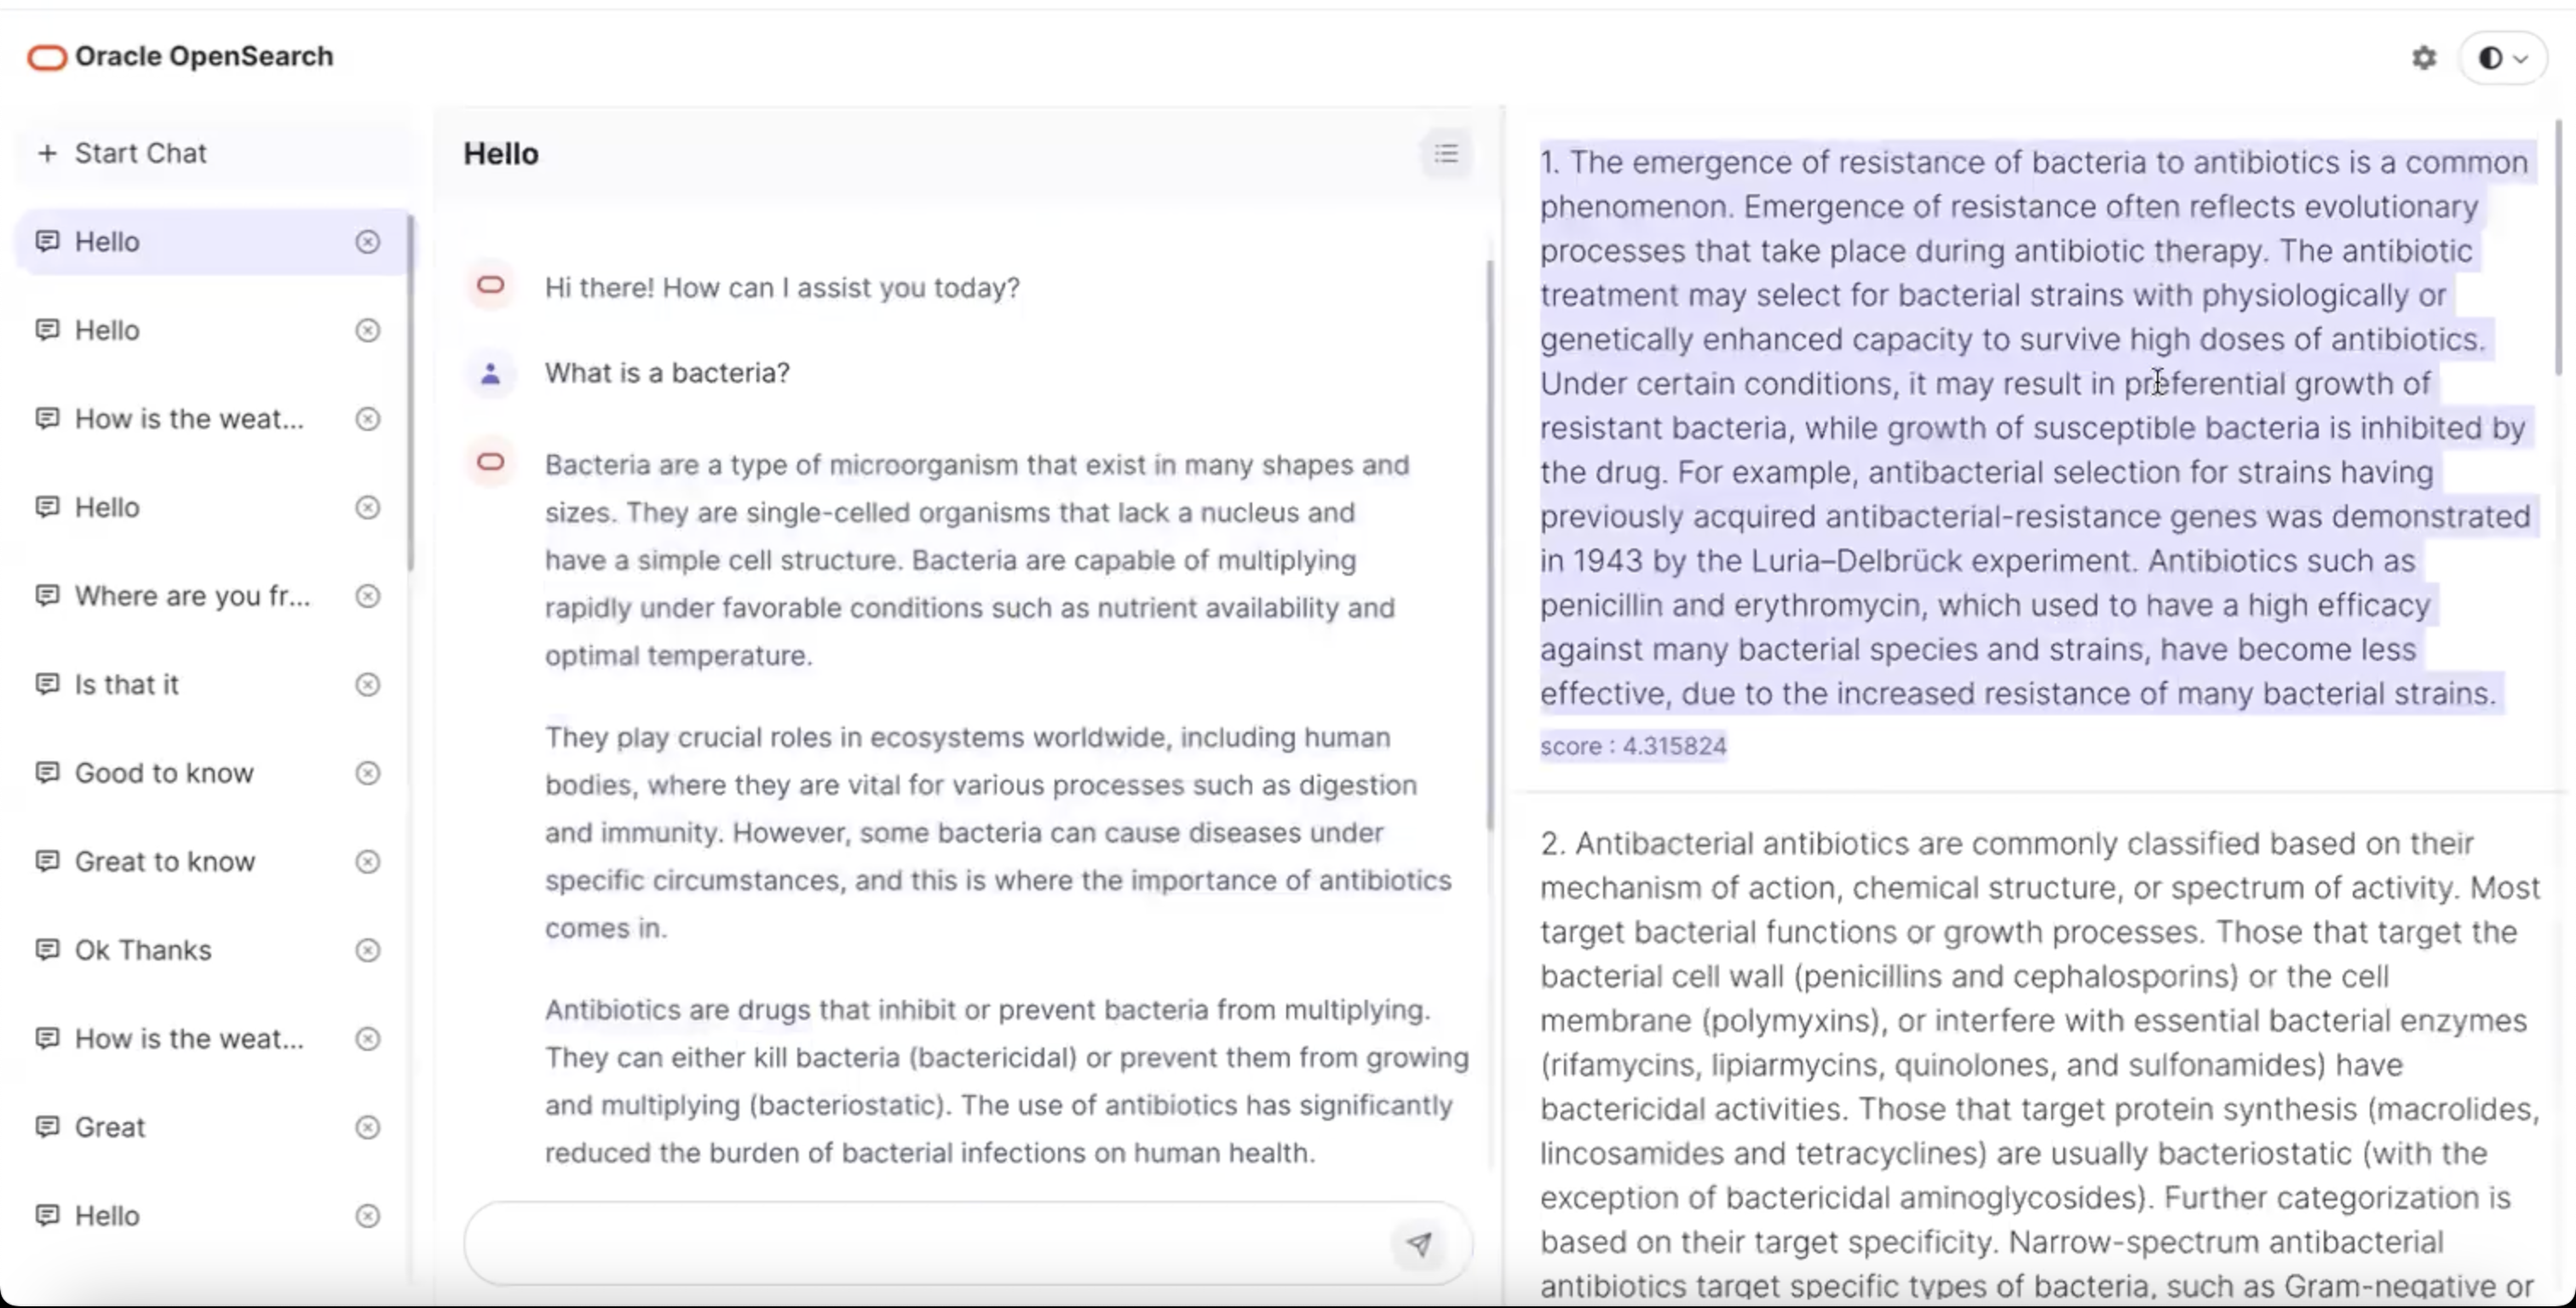 Oracle OpenSearch
+ Start Chat
Hello
Hello
How is the weat...
Hello
Where are you fr...
Is that it
Good to know
Great to know
Ok Thanks
How is the weat...
Great
Hello
Hello
Hi there! How can I assist you today?
What is a bacteria?
Bacteria are a type of microorganism that exist in many shapes and
sizes. They are single-celled organisms that lack a nucleus and
have a simple cell structure. Bacteria are capable of multiplying
rapidly under favorable conditions such as nutrient availability and
optimal temperature.
They play crucial roles in ecosystems worldwide, including human
bodies, where they are vital for various processes such as digestion
and immunity. However, some bacteria can cause diseases under
specific circumstances, and this is where the importance of antibiotics
comes in.
Antibiotics are drugs that inhibit or prevent bacteria from multiplying.
They can either kill bacteria (bactericidal) or prevent them from growing
and multiplying (bacteriostatic). The use of antibiotics has significantly
reduced the burden of bacterial infections on human health.
1. The emergence of resistance of bacteria to antibiotics is a common
phenomenon. Emergence of resistance often reflects evolutionary
processes that take place during antibiotic therapy. The antibiotic
treatment may select for bacterial strains with physiologically or
genetically enhanced capacity to survive high doses of antibiotics.
Under certain conditions, it may result in preferential growth of
resistant bacteria, while growth of susceptible bacteria is inhibited by
the drug. For example, antibacterial selection for strains having
previously acquired antibacterial-resistance genes was demonstrated
in 1943 by the Luria–Delbrück experiment. Antibiotics such as
penicillin and erythromycin, which used to have a high efficacy
against many bacterial species and strains, have become less
effective, due to the increased resistance of many bacterial strains.
score : 4.315824
2. Antibacterial antibiotics are commonly classified based on their
mechanism of action, chemical structure, or spectrum of activity. Most
target bacterial functions or growth processes. Those that target the
bacterial cell wall (penicillins and cephalosporins) or the cell
membrane (polymyxins), or interfere with essential bacterial enzymes
(rifamycins, lipiarmycins, quinolones, and sulfonamides) have
bactericidal activities. Those that target protein synthesis (macrolides,
lincosamides and tetracyclines) are usually bacteriostatic (with the
exception of bactericidal aminoglycosides). Further categorization is
based on their target specificity. Narrow-spectrum antibacterial
antibiotics target specific types of bacteria, such as Gram-negative or